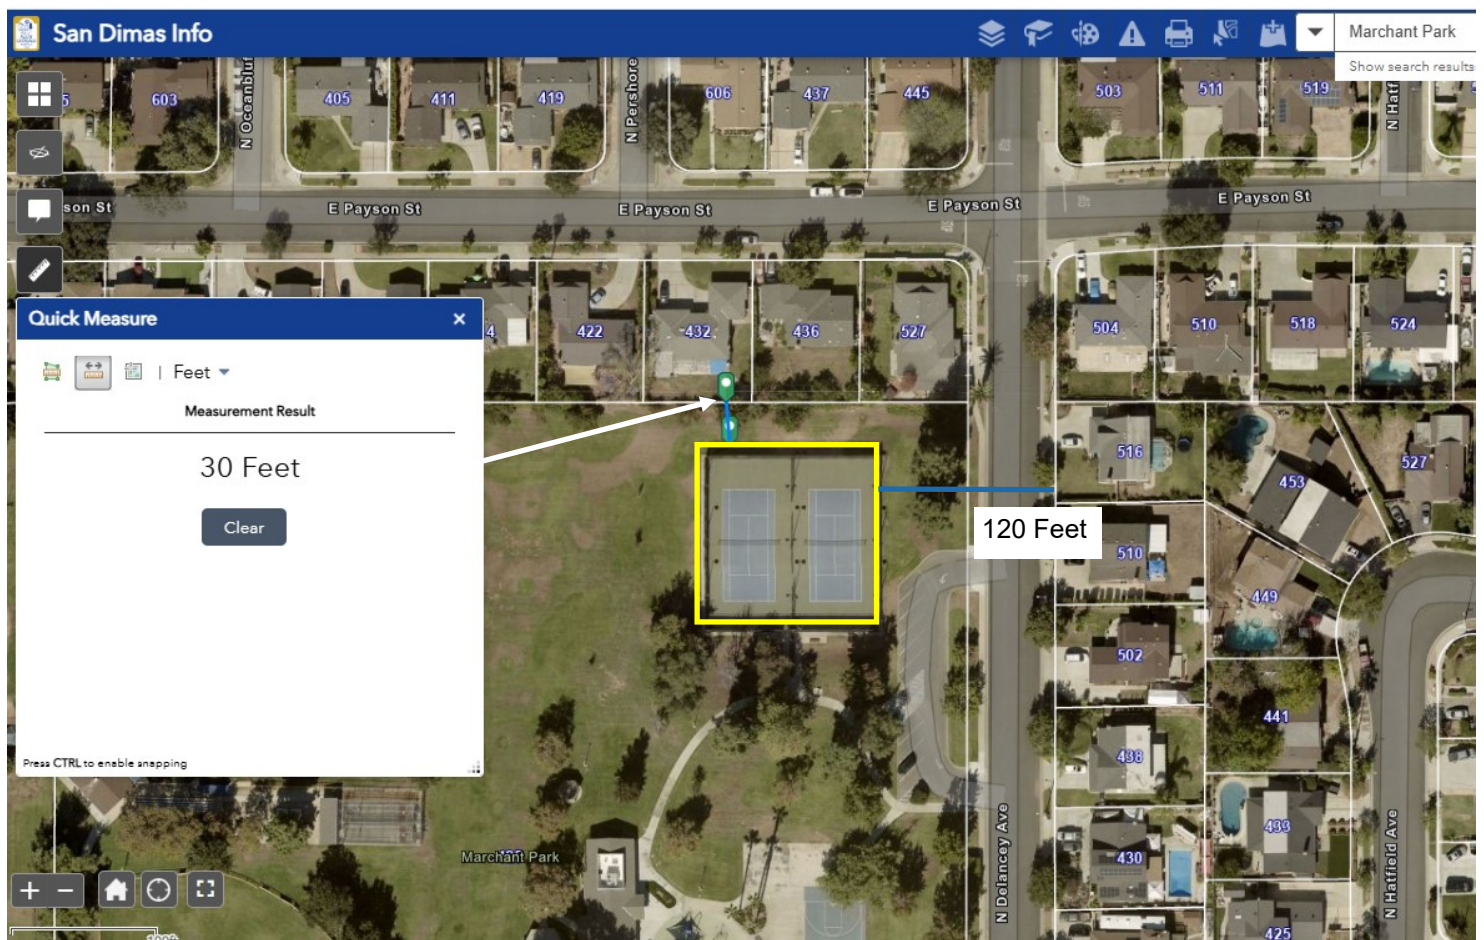 San Dimas Info
Marchant Park
Show search results
603
405
411
419
606
437
445
503
511
519
N Oceanbluf
N Pershore
N Hatf
son St
E Payson St
E Payson St
E Payson St
E Payson St
Quick Measure
×
Feet
Measurement Result
30 Feet
Clear
Press CTRL to enable snapping
4
422
432
436
527
504
510
518
524
516
453
527
120 Feet
510
449
502
441
438
433
430
425
Marchant Park
N Delancey Ave
N Hatfield Ave
+ −